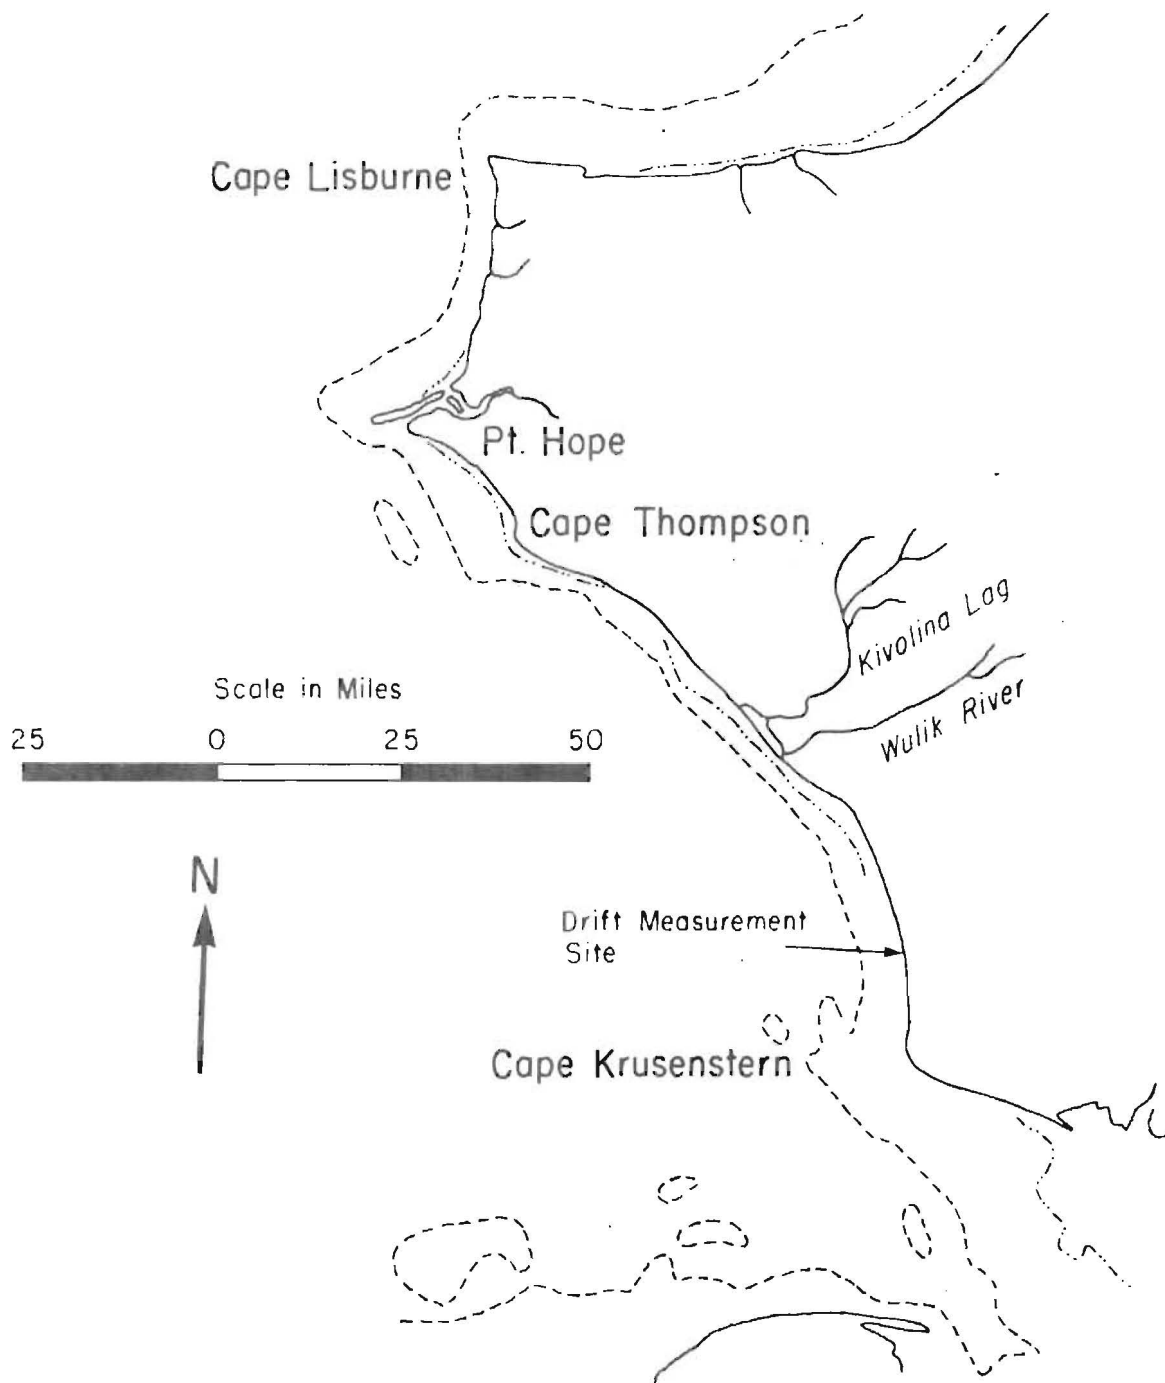 Cape Lisburne
Pt. Hope
Cape Thompson
Kivolina Lag
Wulik River
Scale in Miles
25 0 25 50
N
Drift Measurement
Site
Cape Krusenstern